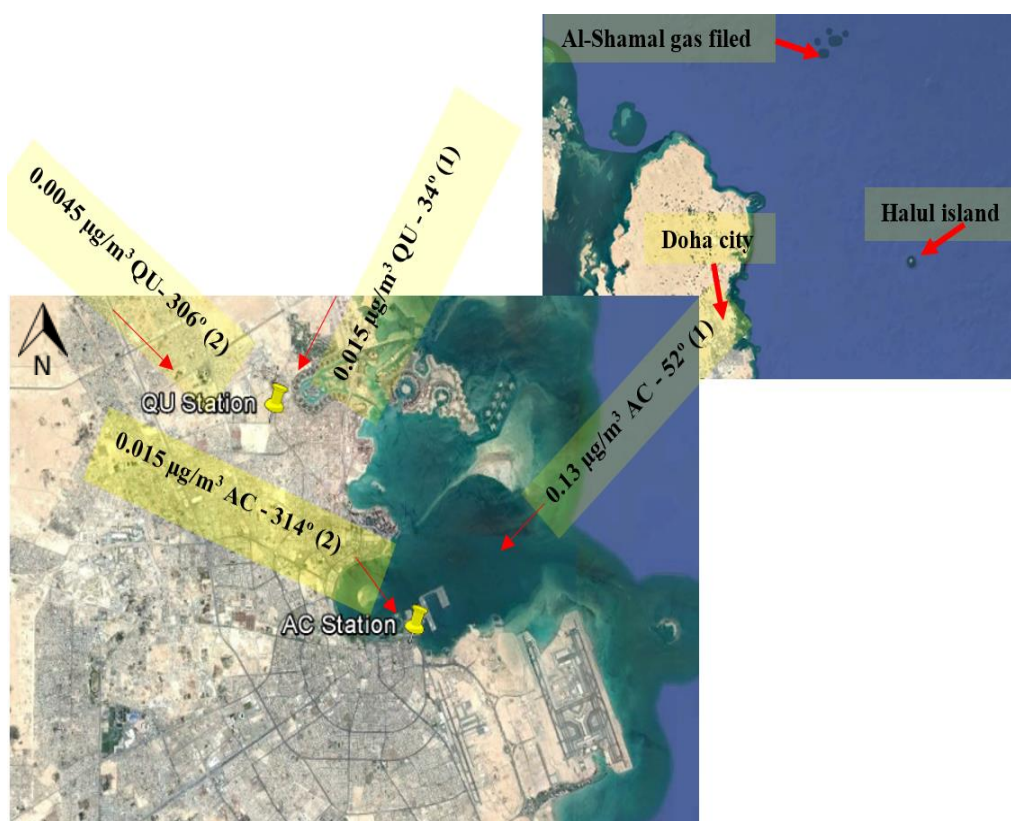 Al-Shamal gas filed
Halul island
Doha city
0.0045 µg/m³ QU- 306º (2)
0.015 µg/m³ QU - 34º (1)
0.13 µg/m³ AC - 52º (1)
0.015 µg/m³ AC - 314º (2)
N
QU Station
AC Station